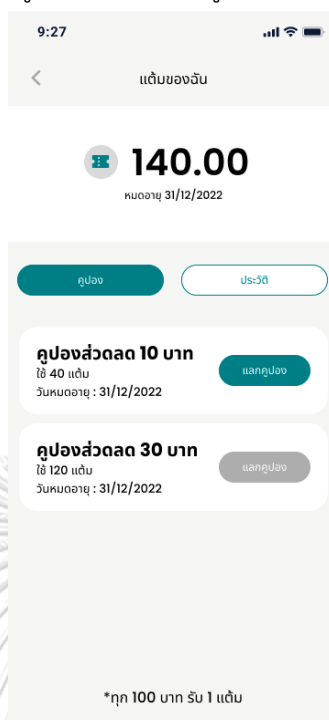 9:27
แต้มของฉัน
140.00
หมดอายุ 31/12/2022
คูปอง
ประวัติ
คูปองส่วดลด 10 บาท
ใช้ 40 แต้ม
วันหมดอายุ : 31/12/2022
แลกคูปอง
คูปองส่วดลด 30 บาท
ใช้ 120 แต้ม
วันหมดอายุ : 31/12/2022
แลกคูปอง
*ทุก 100 บาท รับ 1 แต้ม